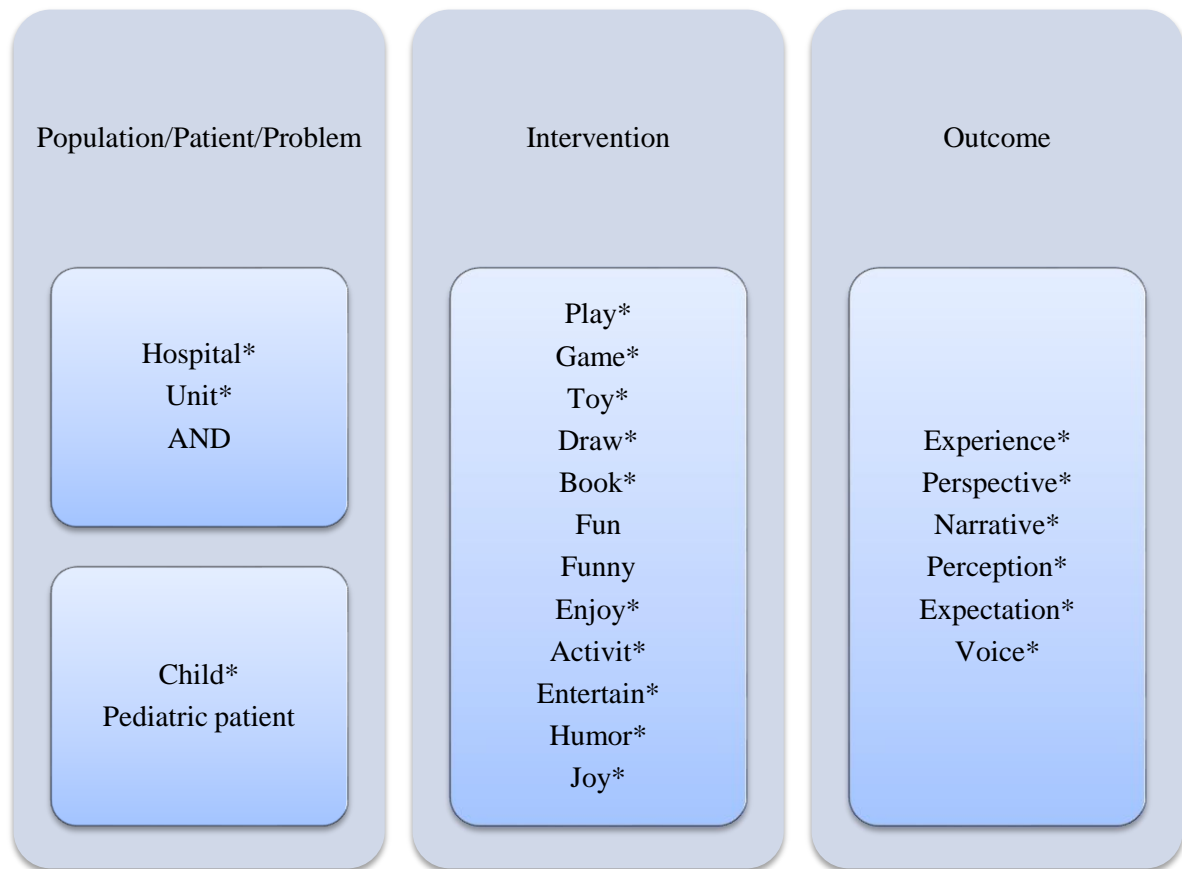 Population/Patient/Problem
Hospital*
Unit*
AND
Child*
Pediatric patient
Intervention
Play*
Game*
Toy*
Draw*
Book*
Fun
Funny
Enjoy*
Activit*
Entertain*
Humor*
Joy*
Outcome
Experience*
Perspective*
Narrative*
Perception*
Expectation*
Voice*